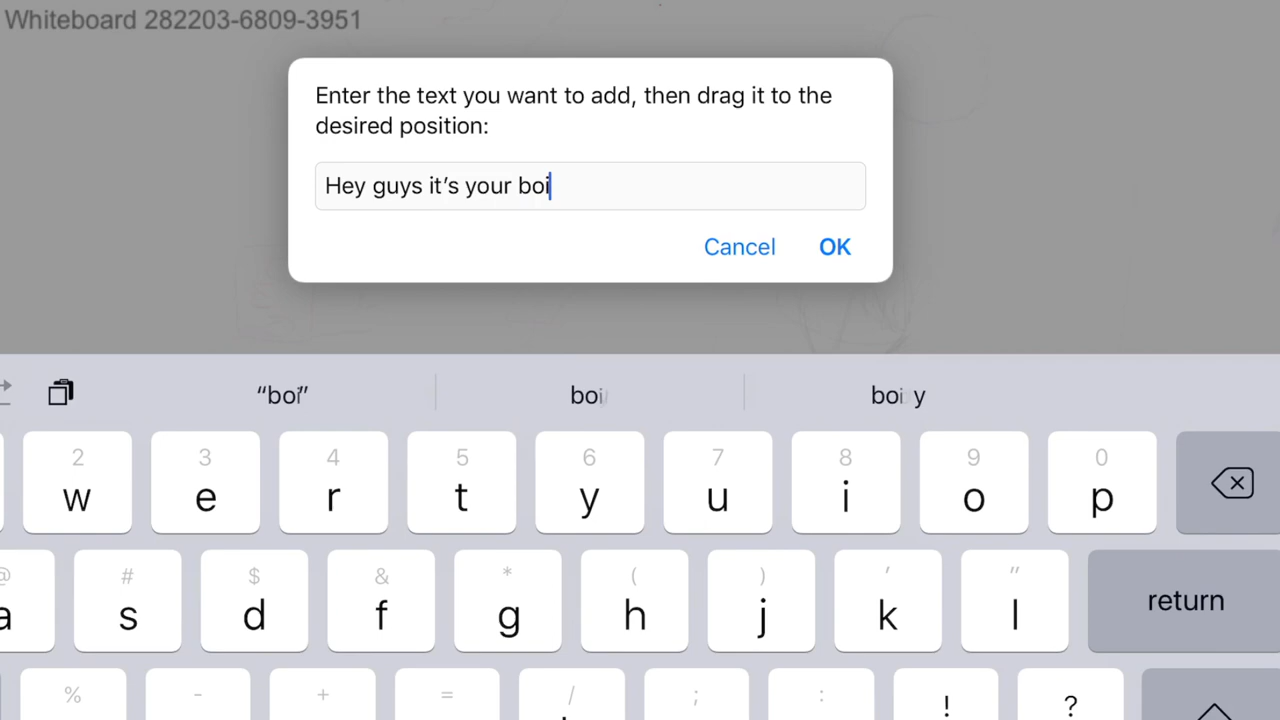 Whiteboard 282203-6809-3951
Enter the text you want to add, then drag it to the
desired position:
Hey guys it’s your boi
Cancel OK
“boi” boi boi y
2 3 4 5 6 7 8 9 0
w e r t y u i o p
@ # $ & * ( ) ’ ”
a s d f g h j k l return
% - + = / ; : ! ?